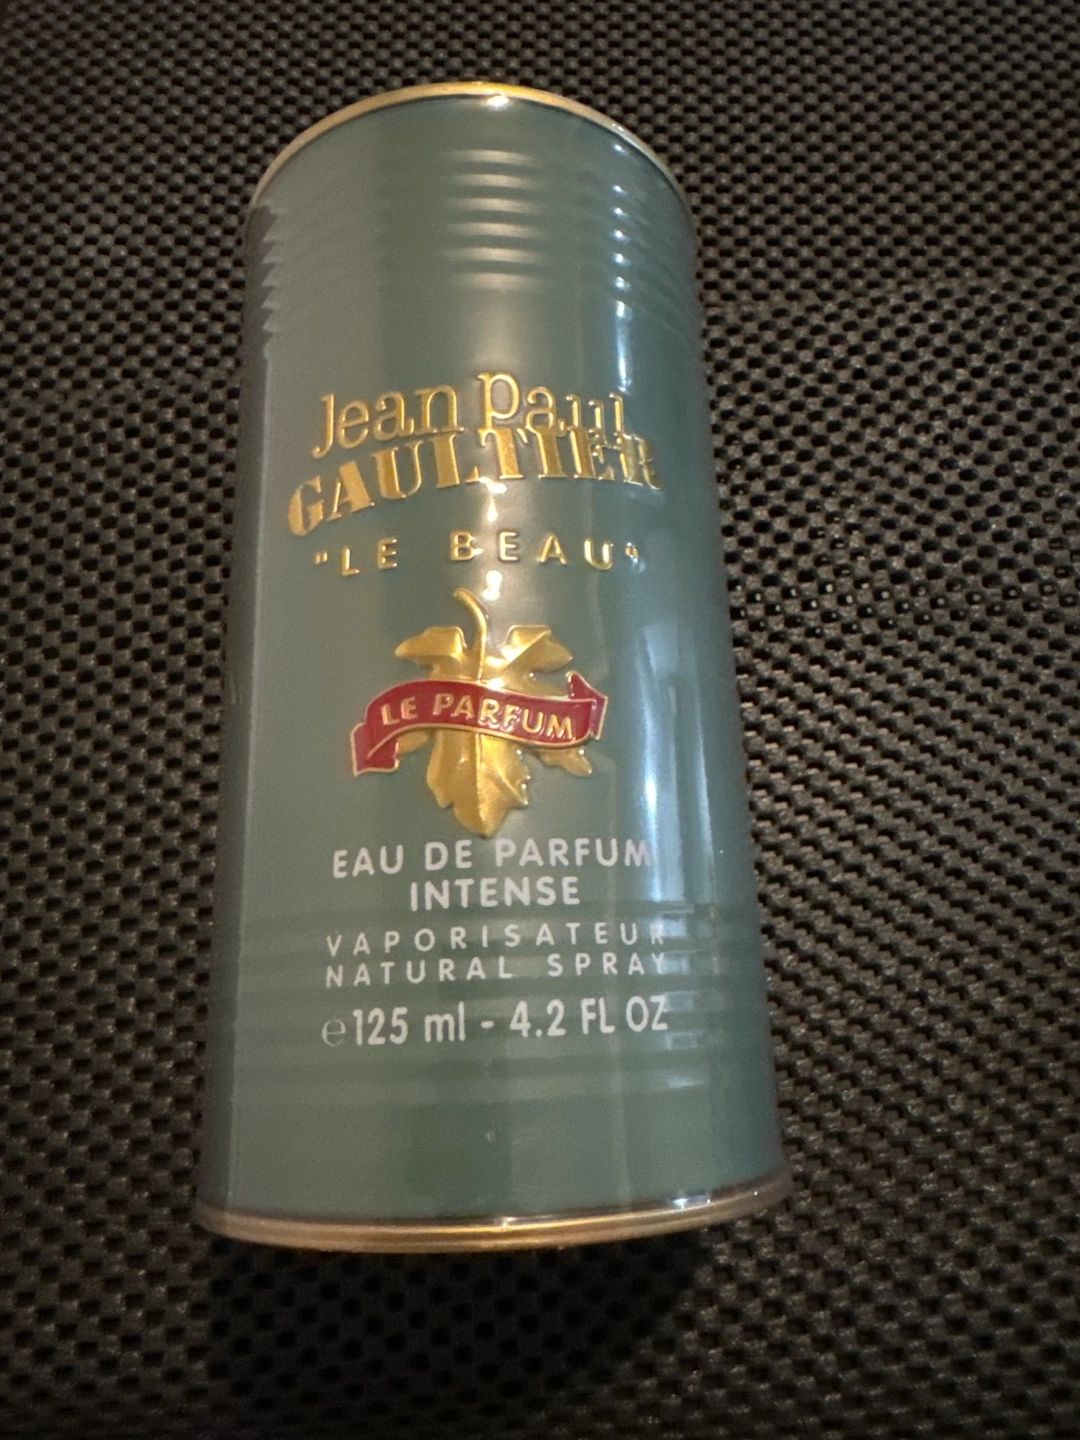 Jean Paul
GAULTIER
"LE BEAU"
LE PARFUM
EAU DE PARFUM
INTENSE
VAPORISATEUR
NATURAL SPRAY
℮125 ml - 4.2 FL OZ